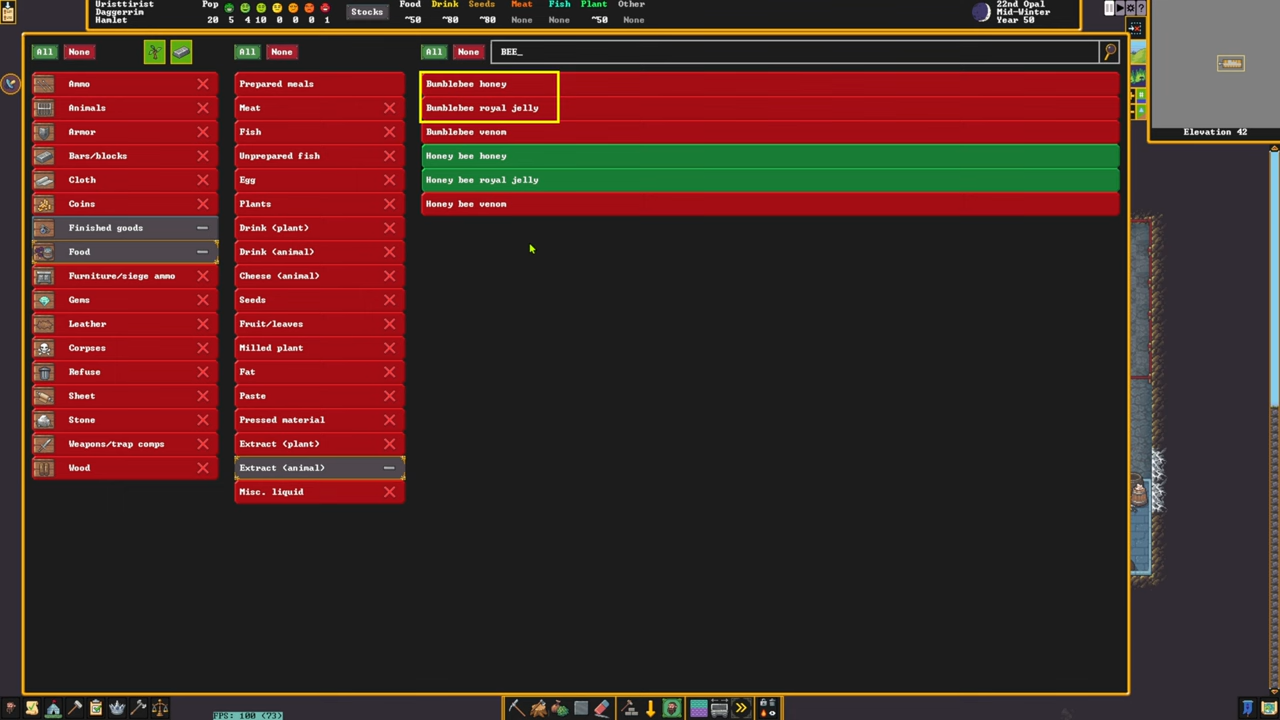 Uristtirist
Daggerrim
Hamlet
Pop
20 5 4 10 0 0 0 1
Stocks
Food Drink Seeds Meat Fish Plant Other
~50 ~80 ~80 None None ~50 None
22nd Opal
Mid-Winter
Year 50
All None
All None
All None
BEE_
Ammo
Animals
Armor
Bars/blocks
Cloth
Coins
Finished goods
Food
Furniture/siege ammo
Gems
Leather
Corpses
Refuse
Sheet
Stone
Weapons/trap comps
Wood
Prepared meals
Meat
Fish
Unprepared fish
Egg
Plants
Drink (plant)
Drink (animal)
Cheese (animal)
Seeds
Fruit/leaves
Milled plant
Fat
Paste
Pressed material
Extract (plant)
Extract (animal)
Misc. liquid
Bumblebee honey
Bumblebee royal jelly
Bumblebee venom
Honey bee honey
Honey bee royal jelly
Honey bee venom
Elevation 42
FPS: 100 (73)